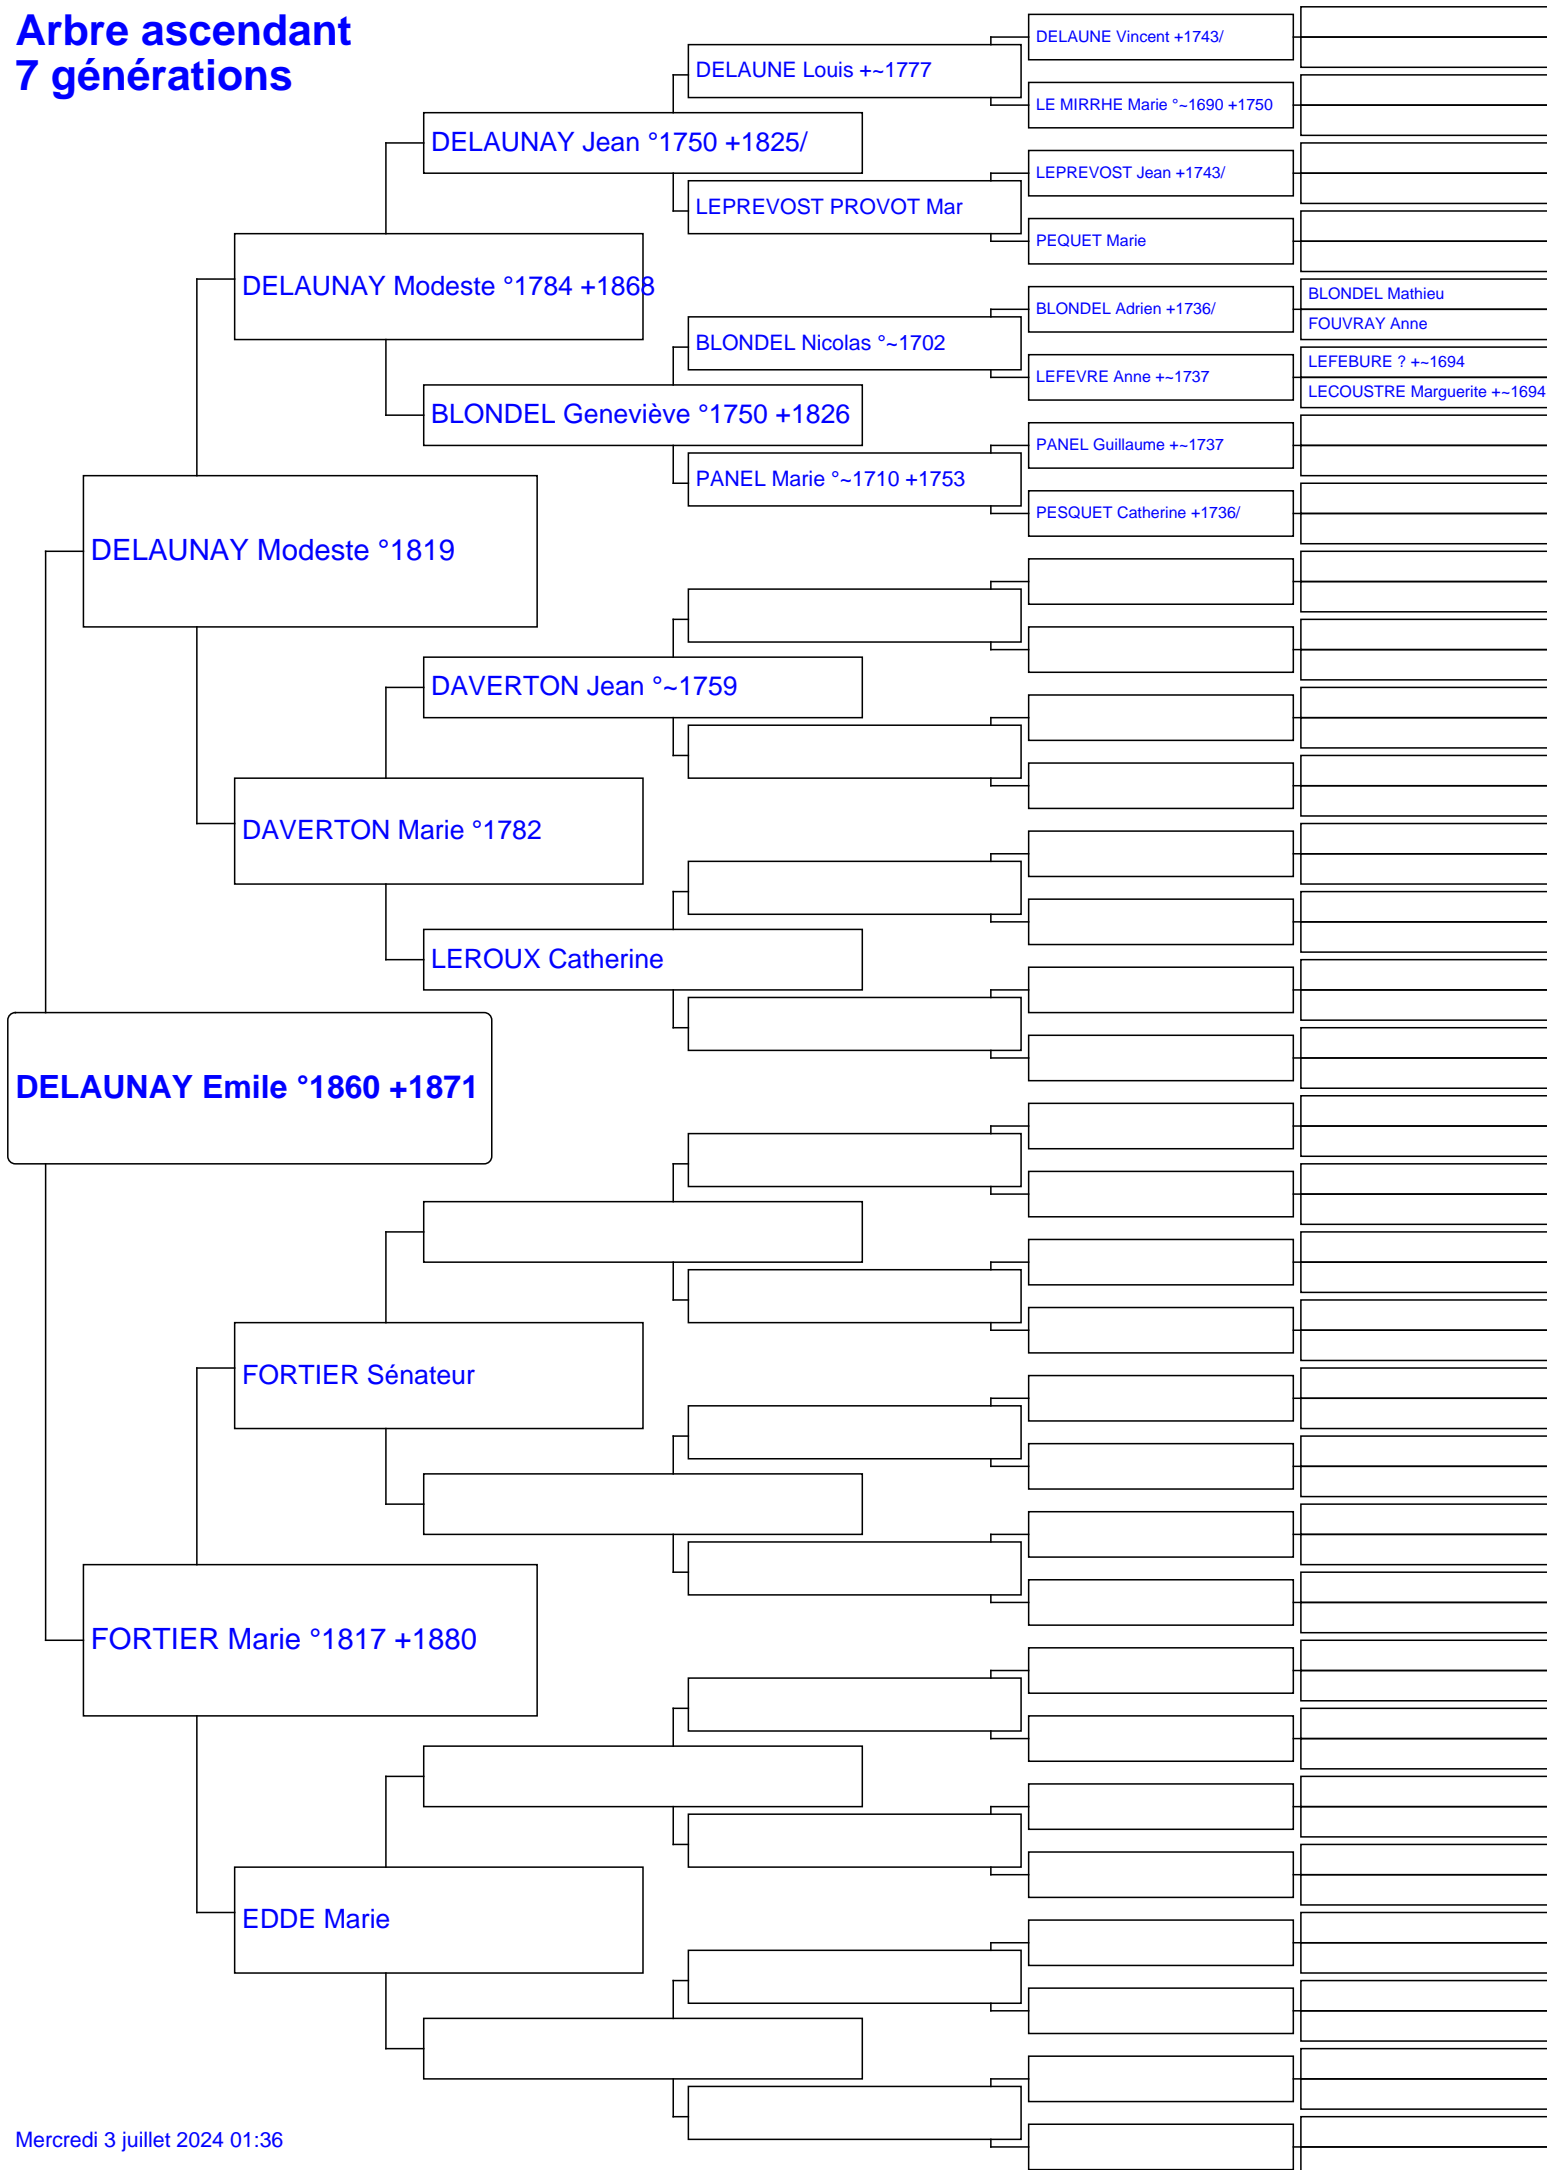 Arbre ascendant
7 générations
DELAUNE Vincent +1743/
DELAUNE Louis +~1777
LE MIRRHE Marie °~1690 +1750
DELAUNAY Jean °1750 +1825/
LEPREVOST Jean +1743/
LEPREVOST PROVOT Mar
PEQUET Marie
DELAUNAY Modeste °1784 +1868
BLONDEL Mathieu
BLONDEL Adrien +1736/
FOUVRAY Anne
BLONDEL Nicolas °~1702
LEFEBURE ? +~1694
LEFEVRE Anne +~1737
LECOUSTRE Marguerite +~1694
BLONDEL Geneviève °1750 +1826
PANEL Guillaume +~1737
PANEL Marie °~1710 +1753
PESQUET Catherine +1736/
DELAUNAY Modeste °1819
DAVERTON Jean °~1759
DAVERTON Marie °1782
LEROUX Catherine
DELAUNAY Emile °1860 +1871
FORTIER Sénateur
FORTIER Marie °1817 +1880
EDDE Marie
Mercredi 3 juillet 2024 01:36